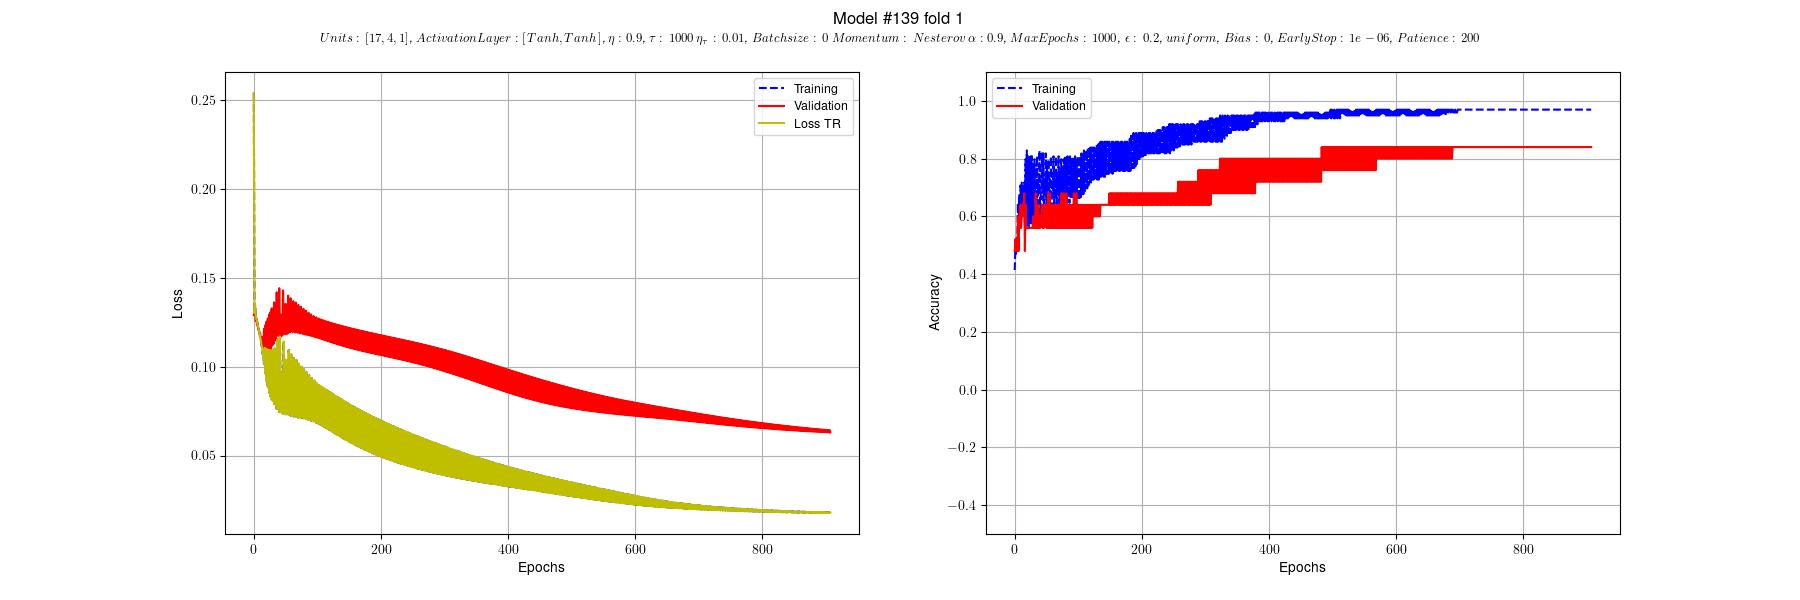 Model #139 fold 1
Units : [17, 4, 1], ActivationLayer : [Tanh, Tanh], η : 0.9, τ : 1000 ητ : 0.01, Batchsize : 0 Momentum : Nesterov α : 0.9, MaxEpochs : 1000, ϵ : 0.2, uniform, Bias : 0, EarlyStop : 1e − 06, Patience : 200
Training
Validation
Loss TR
0.25
0.20
0.15
0.10
0.05
Loss
0 200 400 600 800
Epochs
Training
Validation
1.0
0.8
0.6
0.4
0.2
0.0
−0.2
−0.4
Accuracy
0 200 400 600 800
Epochs